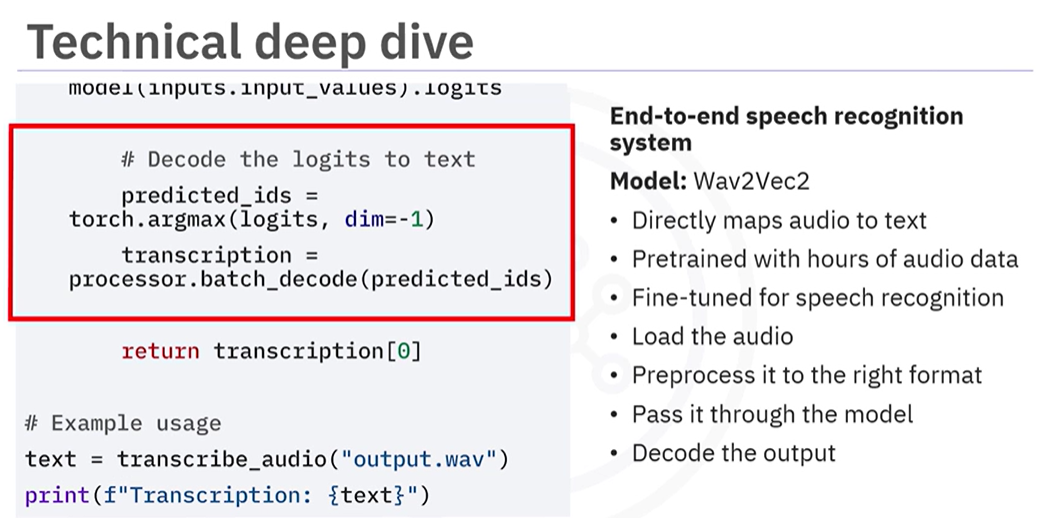 Technical deep dive
model(inputs.input_values).logits
# Decode the logits to text
predicted_ids =
torch.argmax(logits, dim=-1)
transcription =
processor.batch_decode(predicted_ids)
return transcription[0]
# Example usage
text = transcribe_audio("output.wav")
print(f"Transcription: {text}")
End-to-end speech recognition
system
Model: Wav2Vec2
• Directly maps audio to text
• Pretrained with hours of audio data
• Fine-tuned for speech recognition
• Load the audio
• Preprocess it to the right format
• Pass it through the model
• Decode the output